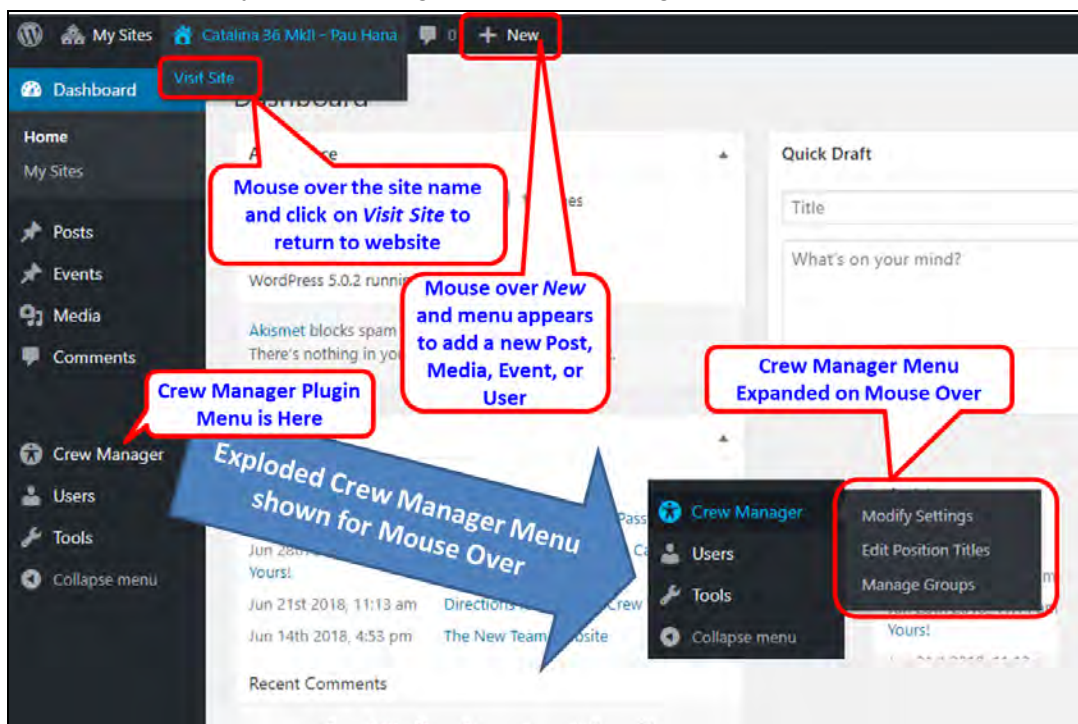 My Sites Catalina 36 MkII – Pau Hana 0 + New
Visit Site
Dashboard
Dashboard
Home
My Sites
Posts
Events
Media
Comments
Crew Manager
Users
Tools
Collapse menu
Mouse over the site name
and click on Visit Site to
return to website
WordPress 5.0.2
Akismet blocks spam
There's nothing in
Mouse over New
and menu appears
to add a new Post,
Media, Event, or
User
Quick Draft
Title
What's on your mind?
Crew Manager Plugin
Menu is Here
Crew Manager Menu
Expanded on Mouse Over
Exploded Crew Manager Menu
shown for Mouse Over
Yours!
Jun 21st 2018, 11:13 am Directions Crew
Jun 14th 2018, 4:53 pm The New Team
Recent Comments
Crew Manager
Users
Tools
Collapse menu
Modify Settings
Edit Position Titles
Manage Groups
Yours!